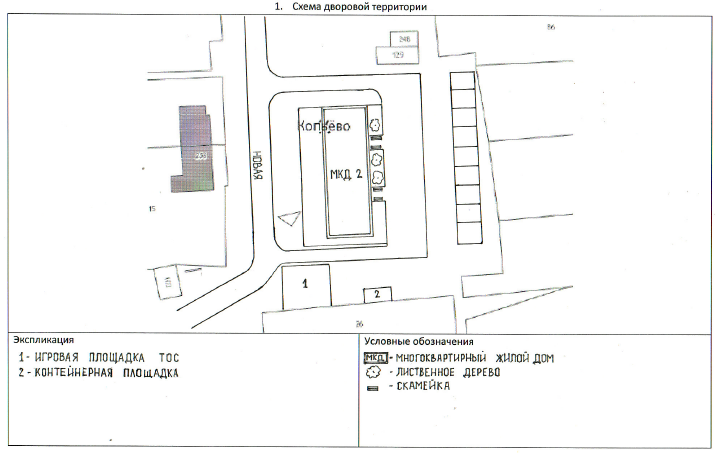 1. Схема дворовой территории
86
24В
129
Копьёво
НОВАЯ
МКД 2
15
1
2
26
Экспликация
1 - ИГРОВАЯ ПЛОЩАДКА ТОС
2 - КОНТЕЙНЕРНАЯ ПЛОЩАДКА
Условные обозначения
МКД - МНОГОКВАРТИРНЫЙ ЖИЛОЙ ДОМ
- ЛИСТВЕННОЕ ДЕРЕВО
- СКАМЕЙКА